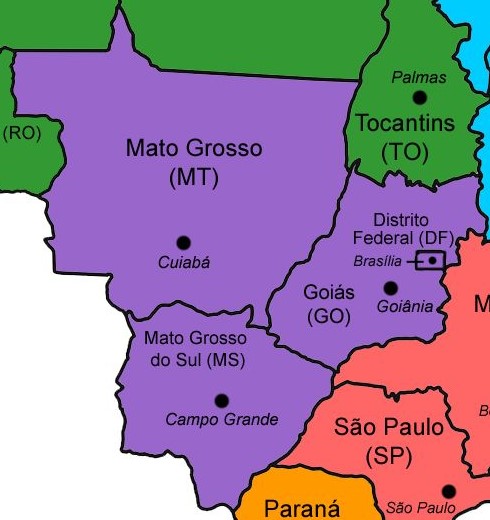 Palmas
Tocantins
(TO)
(RO)
Mato Grosso
(MT)
Cuiabá
Distrito
Federal (DF)
Brasília
Goiás
(GO)
Goiânia
M
Mato Grosso
do Sul (MS)
Campo Grande
B
São Paulo
(SP)
São Paulo
Paraná